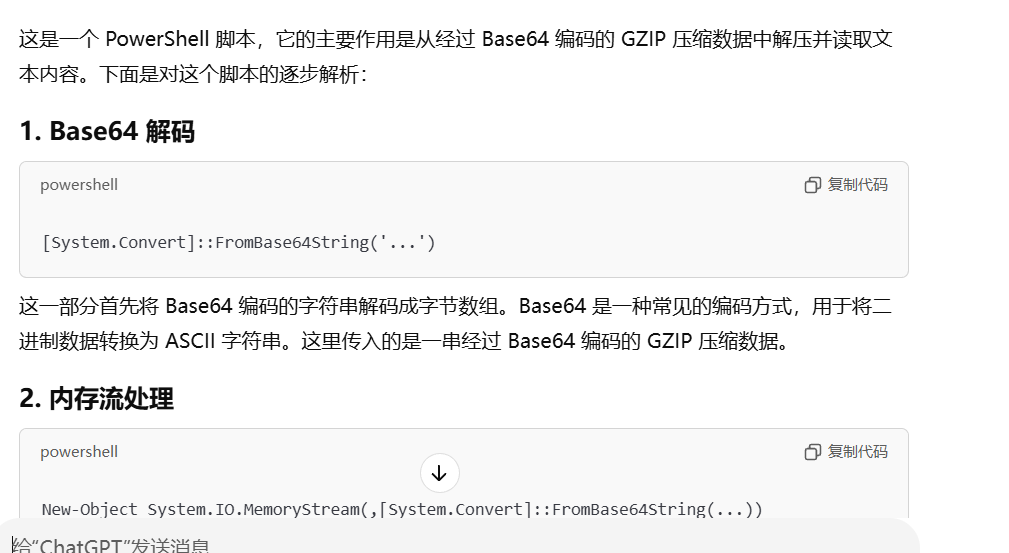 这是一个 PowerShell 脚本，它的主要作用是从经过 Base64 编码的 GZIP 压缩数据中解压并读取文
本内容。下面是对这个脚本的逐步解析：
1. Base64 解码
powershell
复制代码
[System.Convert]::FromBase64String('...')
这一部分首先将 Base64 编码的字符串解码成字节数组。Base64 是一种常见的编码方式，用于将二
进制数据转换为 ASCII 字符串。这里传入的是一串经过 Base64 编码的 GZIP 压缩数据。
2. 内存流处理
powershell
复制代码
New-Object System.IO.MemoryStream(,[System.Convert]::FromBase64String(...))
给“ChatGPT”发送消息